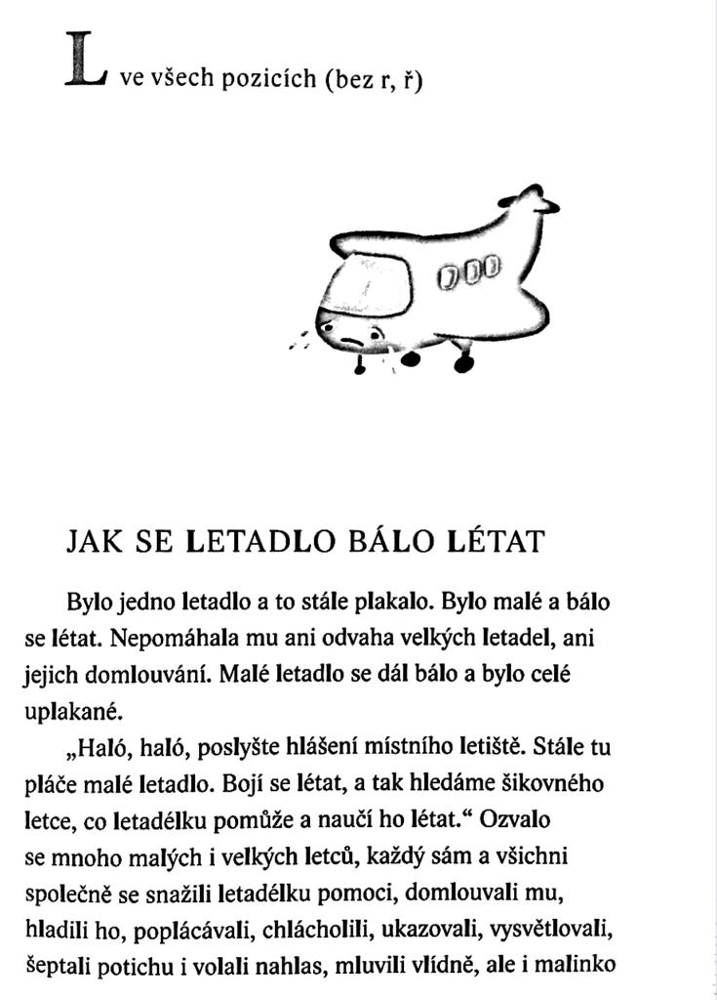 L ve všech pozicích (bez r, ř)
JAK SE LETADLO BÁLO LÉTAT
Bylo jedno letadlo a to stále plakalo. Bylo malé a bálo
se létat. Nepomáhala mu ani odvaha velkých letadel, ani
jejich domlouvání. Malé letadlo se dál bálo a bylo celé
uplakané.
„Haló, haló, poslyšte hlášení místního letiště. Stále tu
pláče malé letadlo. Bojí se létat, a tak hledáme šikovného
letce, co letadélku pomůže a naučí ho létat.“ Ozvalo
se mnoho malých i velkých letců, každý sám a všichni
společně se snažili letadélku pomoci, domlouvali mu,
hladili ho, poplácávali, chlácholili, ukazovali, vysvětlovali,
šeptali potichu i volali nahlas, mluvili vlídně, ale i malinko